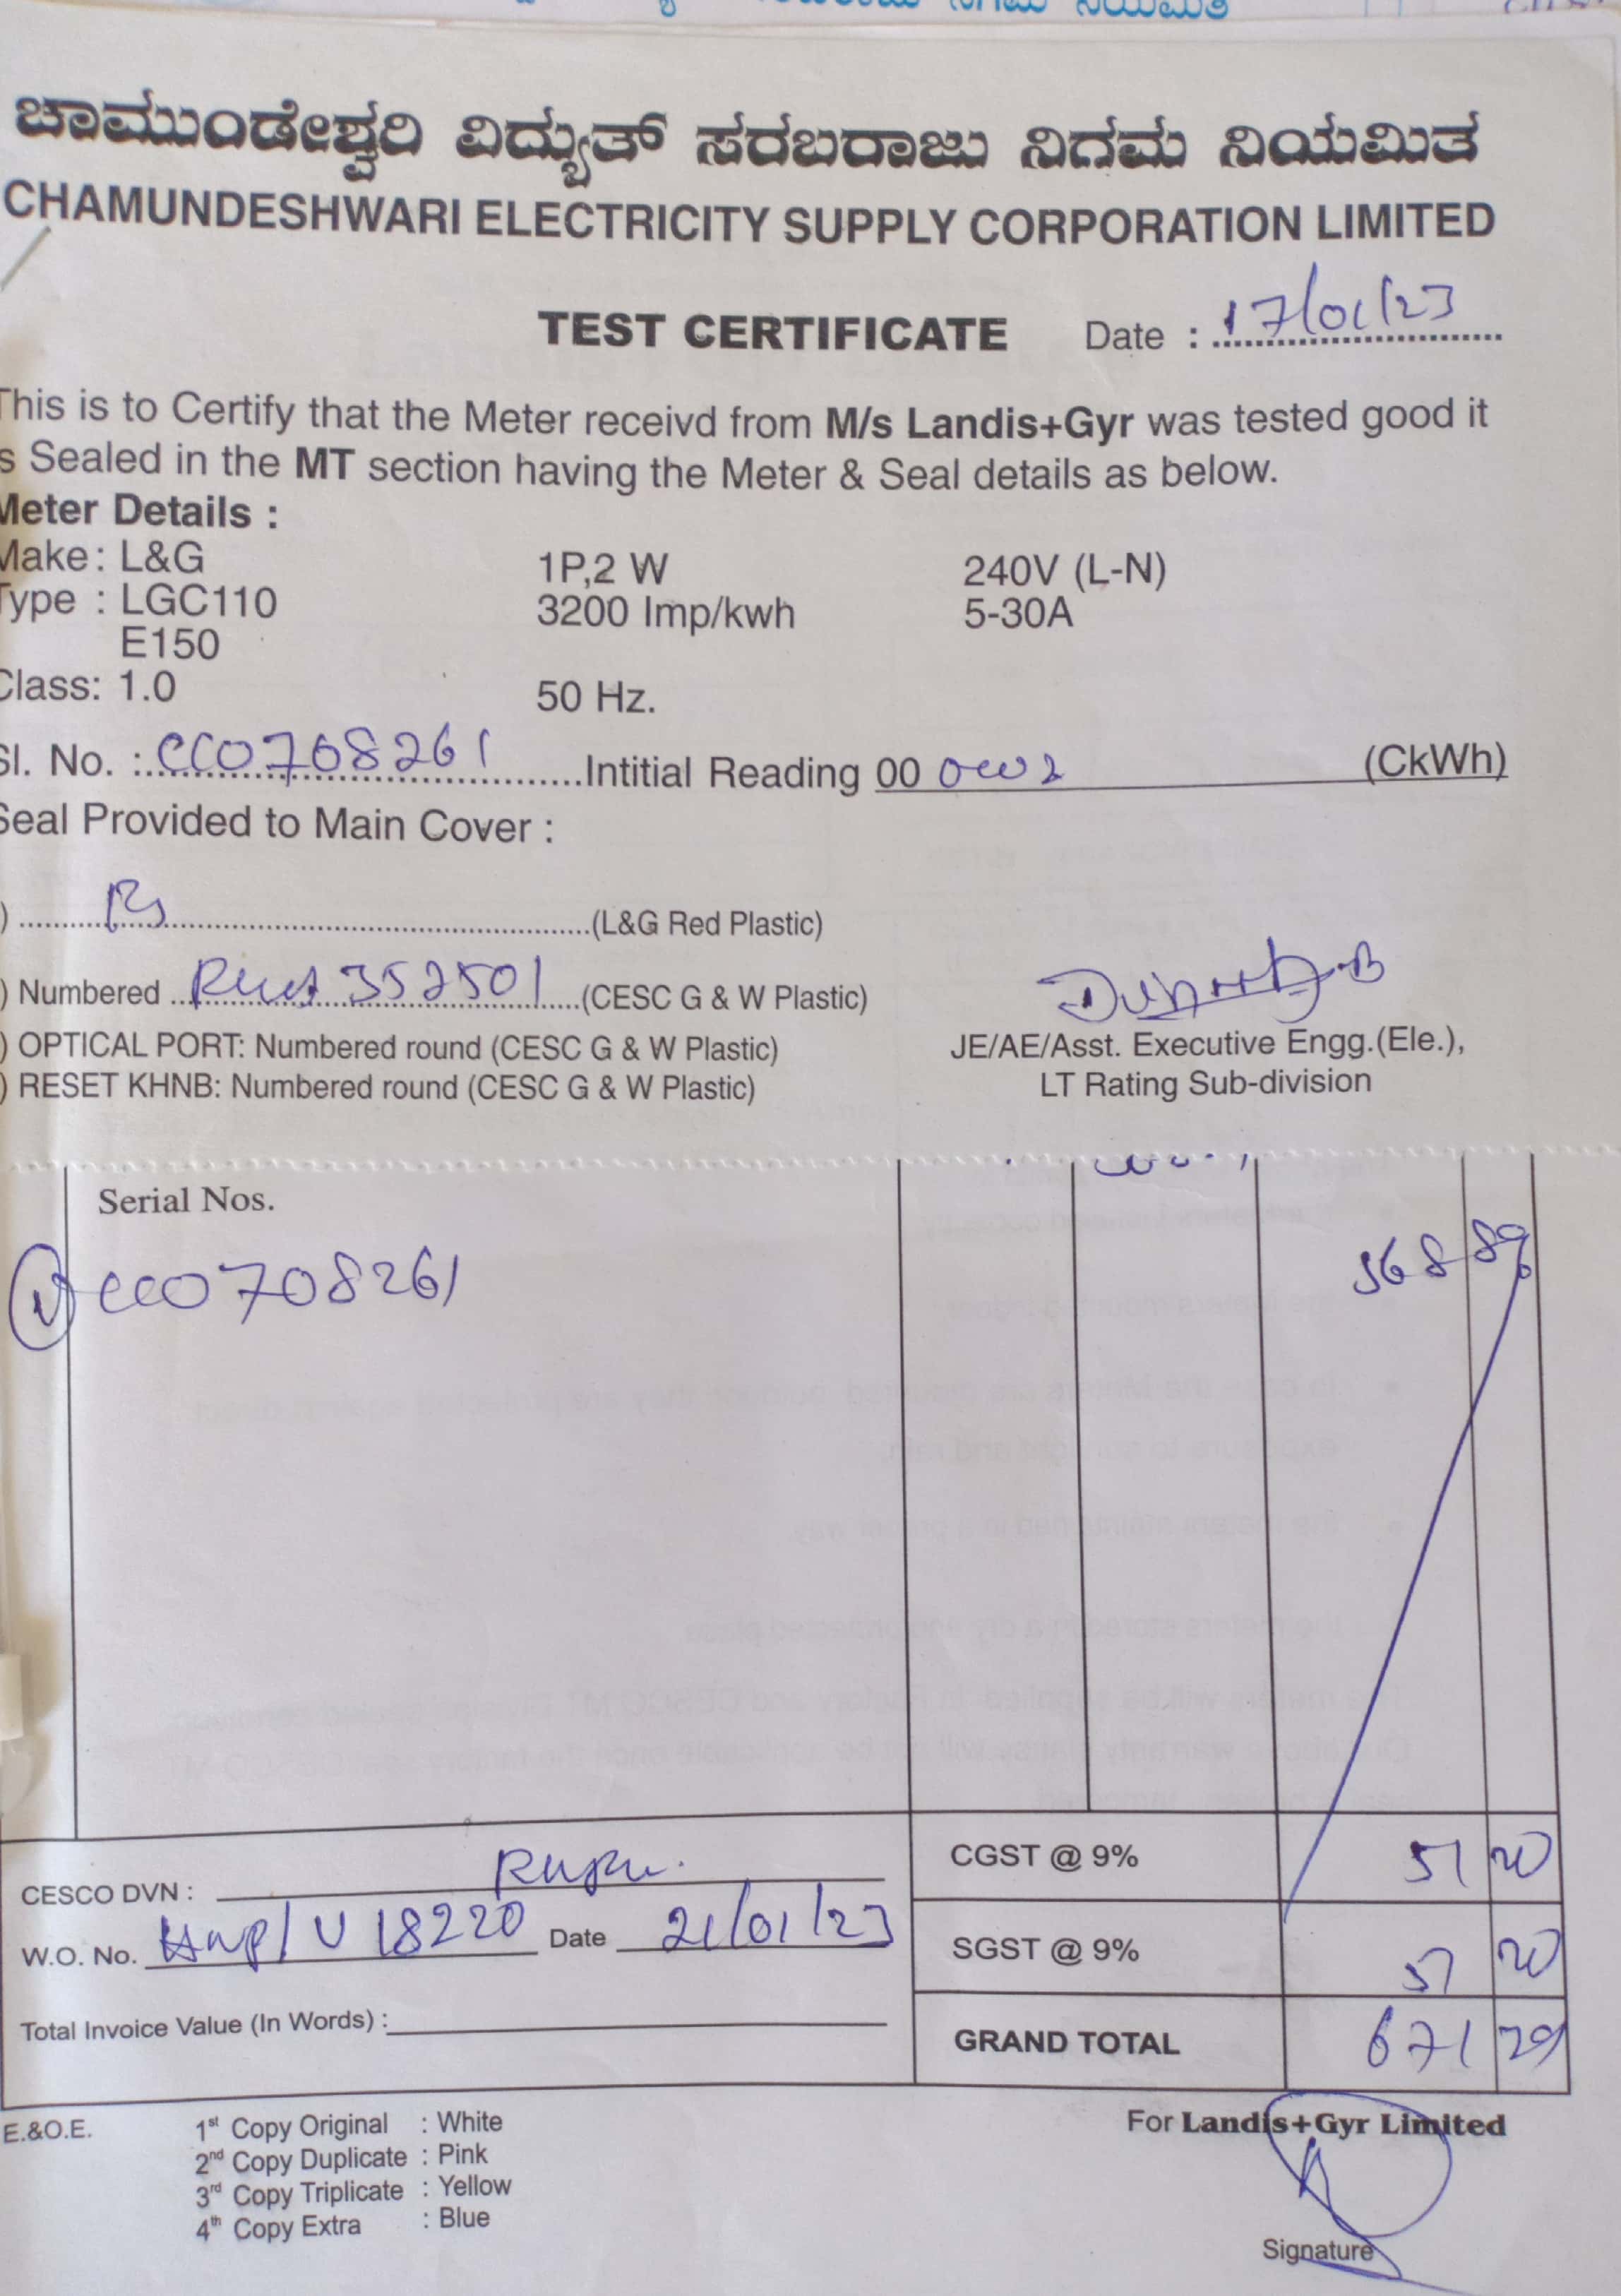 ಚಾಮುಂಡೇಶ್ವರಿ ವಿದ್ಯುತ್ ಸರಬರಾಜು ನಿಗಮ ನಿಯಮಿತ
CHAMUNDESHWARI ELECTRICITY SUPPLY CORPORATION LIMITED
TEST CERTIFICATE Date : 17/01/23
This is to Certify that the Meter receivd from M/s Landis+Gyr was tested good it
s Sealed in the MT section having the Meter & Seal details as below.
Meter Details :
Make: L&G 1P,2 W 240V (L-N)
Type : LGC110 3200 Imp/kwh 5-30A
E150
Class: 1.0 50 Hz.
Sl. No. : CC0708261 Intitial Reading 00 (CkWh)
Seal Provided to Main Cover :
) (L&G Red Plastic)
) Numbered 352501 (CESC G & W Plastic)
) OPTICAL PORT: Numbered round (CESC G & W Plastic)
) RESET KHNB: Numbered round (CESC G & W Plastic)
JE/AE/Asst. Executive Engg.(Ele.),
LT Rating Sub-division
Serial Nos.
1) CC0708261 568 89
CGST @ 9% 51 20
CESCO DVN :
W.O. No. 18220 Date 21/01/23
SGST @ 9% 51 20
Total Invoice Value (In Words) :
GRAND TOTAL 671 29
E.&O.E. 1st Copy Original : White
2nd Copy Duplicate : Pink
3rd Copy Triplicate : Yellow
4th Copy Extra : Blue
For Landis+Gyr Limited
Signature